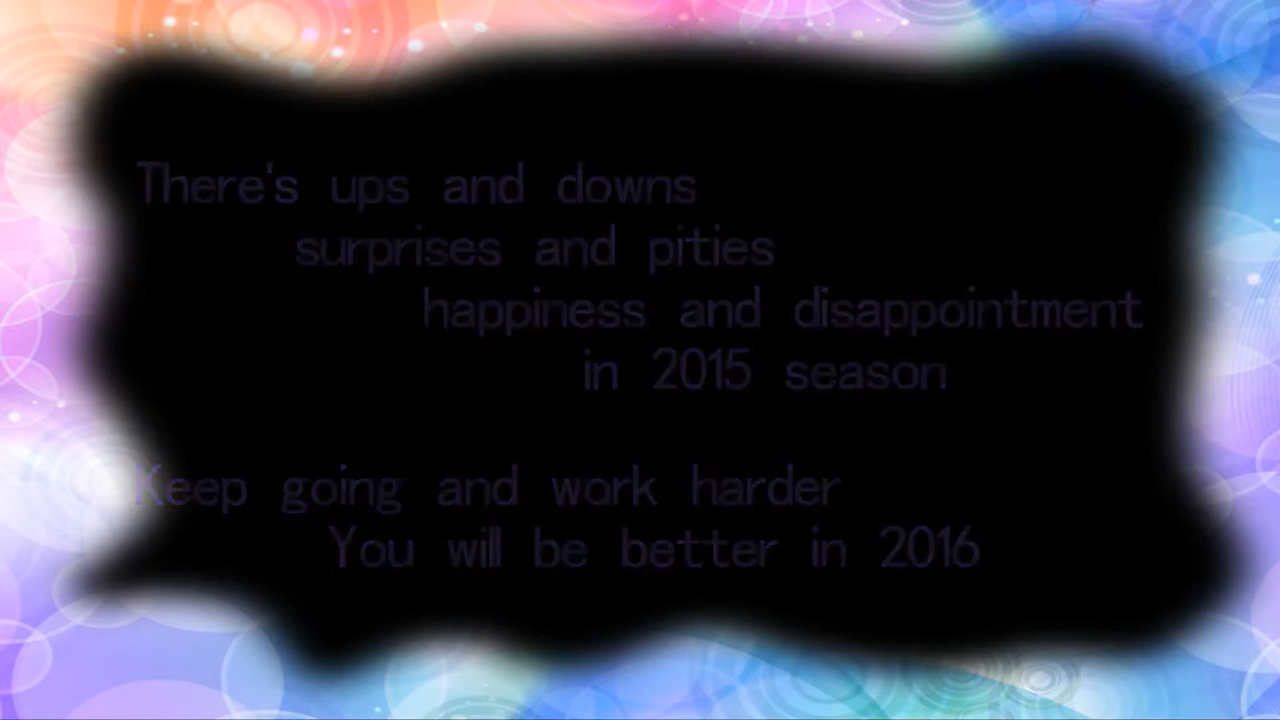 There's ups and downs
surprises and pities
happiness and disappointment
in 2015 season
Keep going and work harder
You will be better in 2016